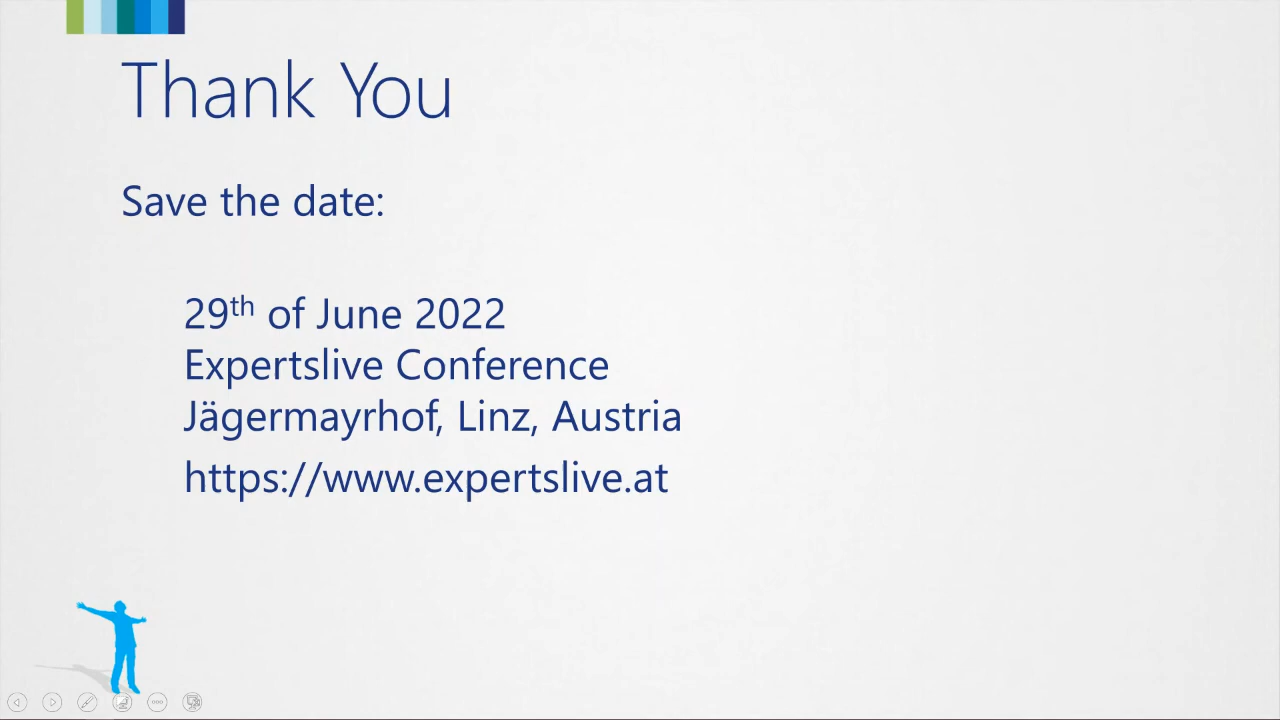 Thank You
Save the date:
29th of June 2022
Expertslive Conference
Jägermayrhof, Linz, Austria
https://www.expertslive.at